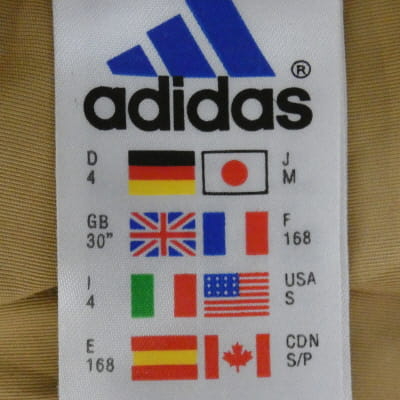 ®
adidas
D J
4 M
GB F
30" 168
I USA
4 S
E CDN
168 S/P